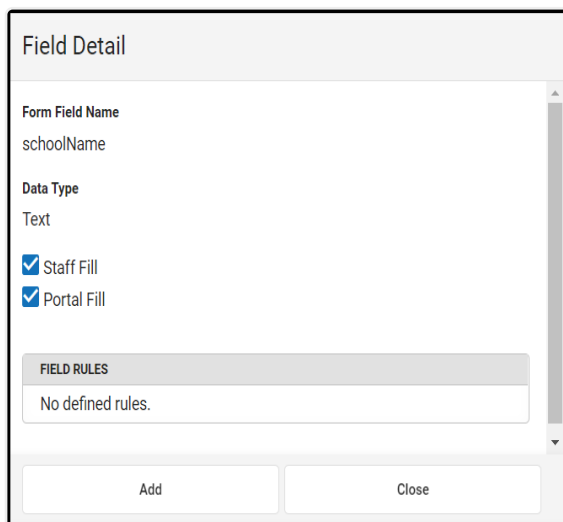 Field Detail
Form Field Name
schoolName
Data Type
Text
Staff Fill
Portal Fill
FIELD RULES
No defined rules.
Add Close